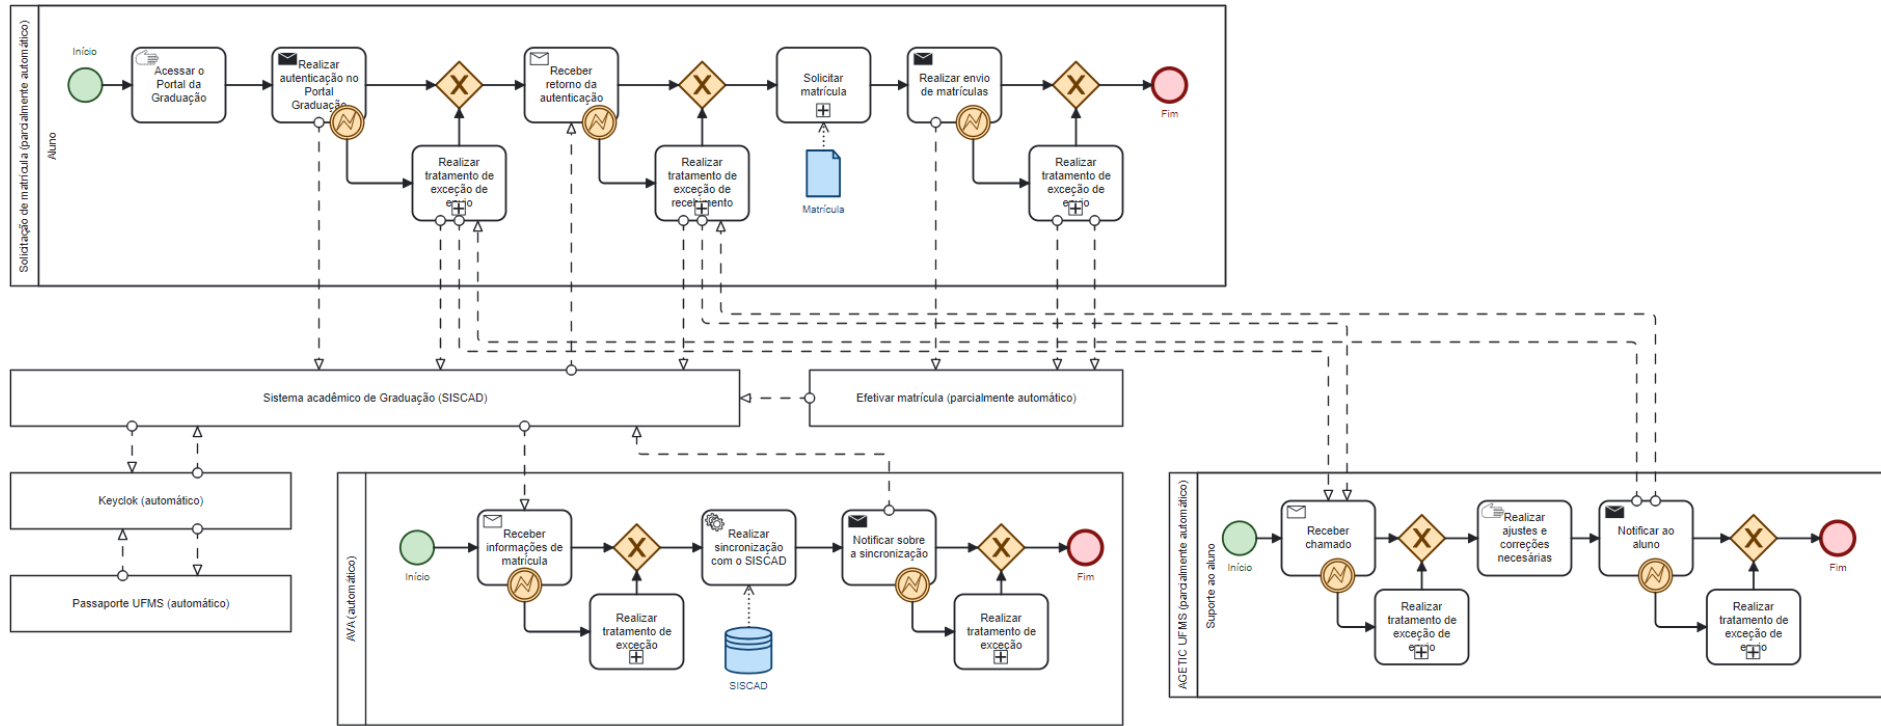 Solicitação de matrícula (parcialmente automático)
Aluno
Início
Acessar o
Portal da
Graduação
Realizar
autenticação no
Portal
Graduação
Realizar
tratamento de
exceção de
envio
Receber
retorno da
autenticação
Realizar
tratamento de
exceção de
recebimento
Solicitar
matrícula
Matrícula
Realizar envio
de matrículas
Realizar
tratamento de
exceção de
envio
Fim
Sistema acadêmico de Graduação (SISCAD)
Efetivar matrícula (parcialmente automático)
Keyclok (automático)
Passaporte UFMS (automático)
AVA (automático)
Início
Receber
informações de
matrícula
Realizar
tratamento de
exceção
Realizar
sincronização
com o SISCAD
SISCAD
Notificar sobre
a sincronização
Realizar
tratamento de
exceção
Fim
AGETIC UFMS (parcialmente automático)
Suporte ao aluno
Início
Receber
chamado
Realizar
tratamento de
exceção de
envio
Realizar
ajustes e
correções
necesárias
Notificar ao
aluno
Realizar
tratamento de
exceção de
envio
Fim